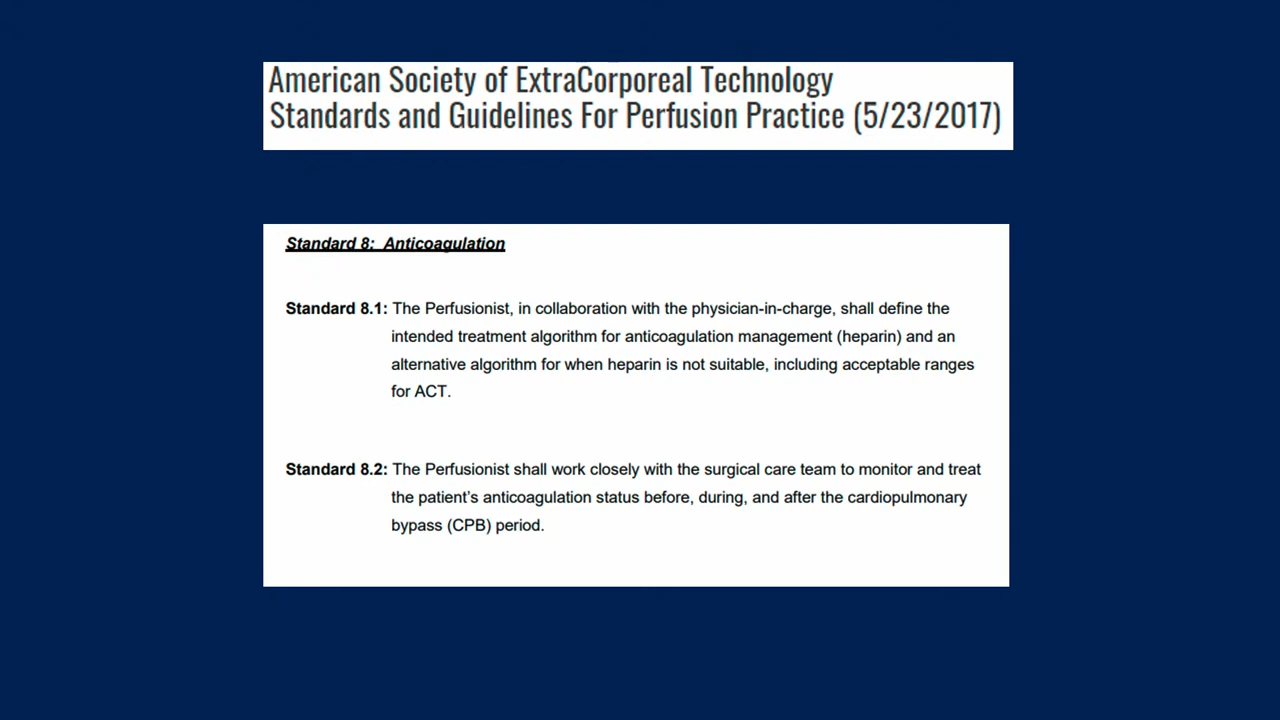 American Society of ExtraCorporeal Technology
Standards and Guidelines For Perfusion Practice (5/23/2017)
Standard 8: Anticoagulation
Standard 8.1: The Perfusionist, in collaboration with the physician-in-charge, shall define the
intended treatment algorithm for anticoagulation management (heparin) and an
alternative algorithm for when heparin is not suitable, including acceptable ranges
for ACT.
Standard 8.2: The Perfusionist shall work closely with the surgical care team to monitor and treat
the patient's anticoagulation status before, during, and after the cardiopulmonary
bypass (CPB) period.